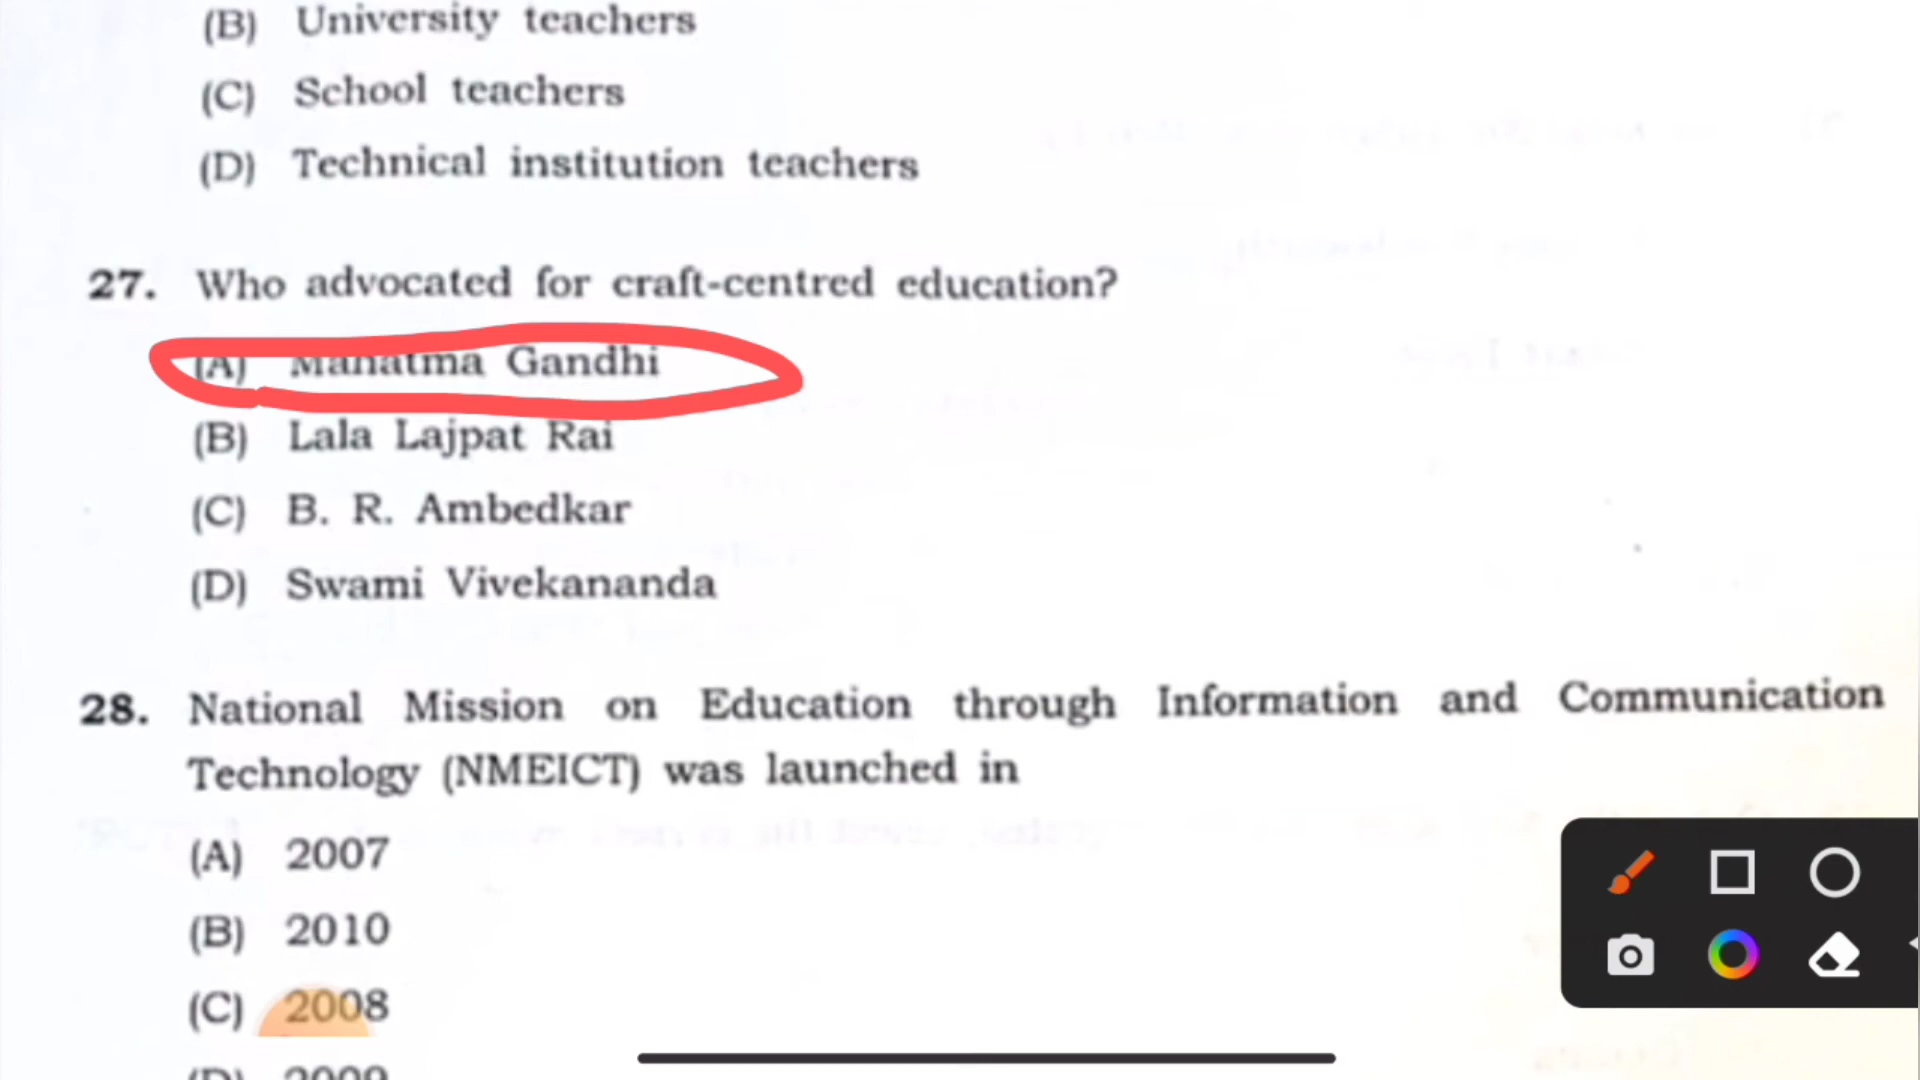 (B) University teachers
(C) School teachers
(D) Technical institution teachers
27. Who advocated for craft-centred education?
(A) Mahatma Gandhi
(B) Lala Lajpat Rai
(C) B. R. Ambedkar
(D) Swami Vivekananda
28. National Mission on Education through Information and Communication
Technology (NMEICT) was launched in
(A) 2007
(B) 2010
(C) 2008
(D) 2009